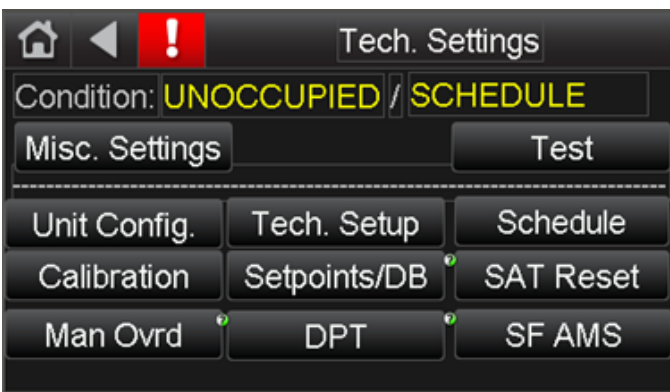 ! Tech. Settings
Condition: UNOCCUPIED / SCHEDULE
Misc. Settings Test
Unit Config. Tech. Setup Schedule
Calibration Setpoints/DB SAT Reset
Man Ovrd DPT SF AMS